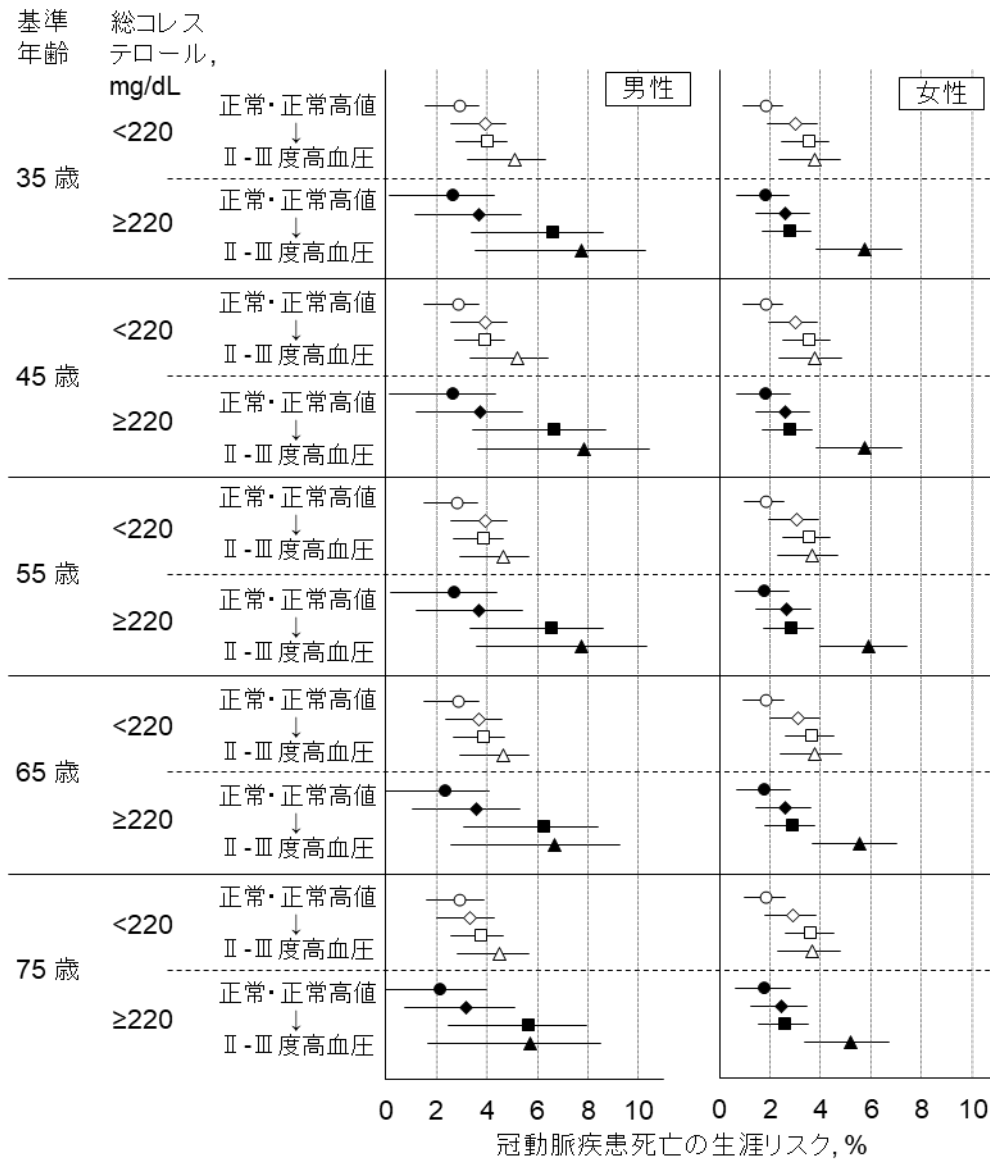 基準 総コレス
年齢 テロール,
mg/dL
男性 女性
35 歳
<220
正常・正常高値
↓
Ⅱ-Ⅲ度高血圧
≥220
正常・正常高値
↓
Ⅱ-Ⅲ度高血圧
45 歳
<220
正常・正常高値
↓
Ⅱ-Ⅲ度高血圧
≥220
正常・正常高値
↓
Ⅱ-Ⅲ度高血圧
55 歳
<220
正常・正常高値
↓
Ⅱ-Ⅲ度高血圧
≥220
正常・正常高値
↓
Ⅱ-Ⅲ度高血圧
65 歳
<220
正常・正常高値
↓
Ⅱ-Ⅲ度高血圧
≥220
正常・正常高値
↓
Ⅱ-Ⅲ度高血圧
75 歳
<220
正常・正常高値
↓
Ⅱ-Ⅲ度高血圧
≥220
正常・正常高値
↓
Ⅱ-Ⅲ度高血圧
0 2 4 6 8 10 0 2 4 6 8 10
冠動脈疾患死亡の生涯リスク, %